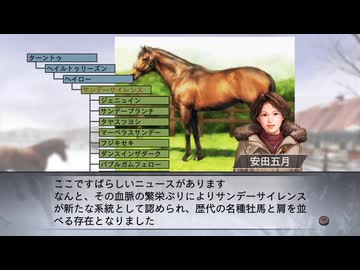 ターントゥ
ヘイルトゥリーズン
ヘイロー
サンデーサイレンス
ジェニュイン
サンデーブランチ
タヤスツヨシ
マーベラスサンデー
フジキセキ
ダンスインザダーク
バブルガムフェロー
安田五月
ここですばらしいニュースがあります
なんと、その血脈の繁栄ぶりによりサンデーサイレンス
が新たな系統として認められ、歴代の名種牡馬と肩を並
べる存在となりました